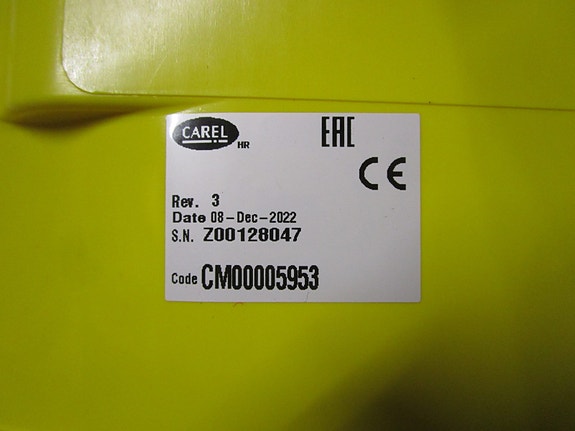 CAREL HR
EAC
CE
Rev. 3
Date 08-Dec-2022
S.N. Z00128047
Code CM00005953